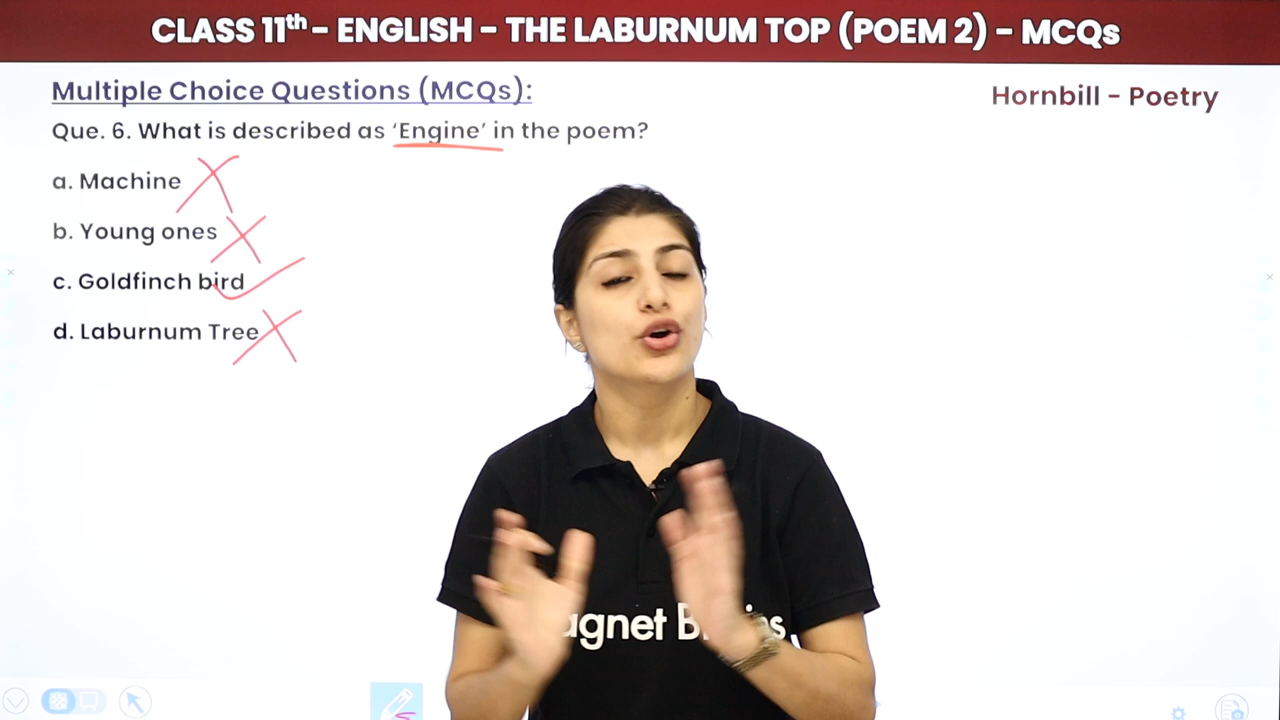 CLASS 11th - ENGLISH - THE LABURNUM TOP (POEM 2) - MCQs
Multiple Choice Questions (MCQs):
Hornbill - Poetry
Que. 6. What is described as ‘Engine’ in the poem?
a. Machine
b. Young ones
c. Goldfinch bird
d. Laburnum Tree